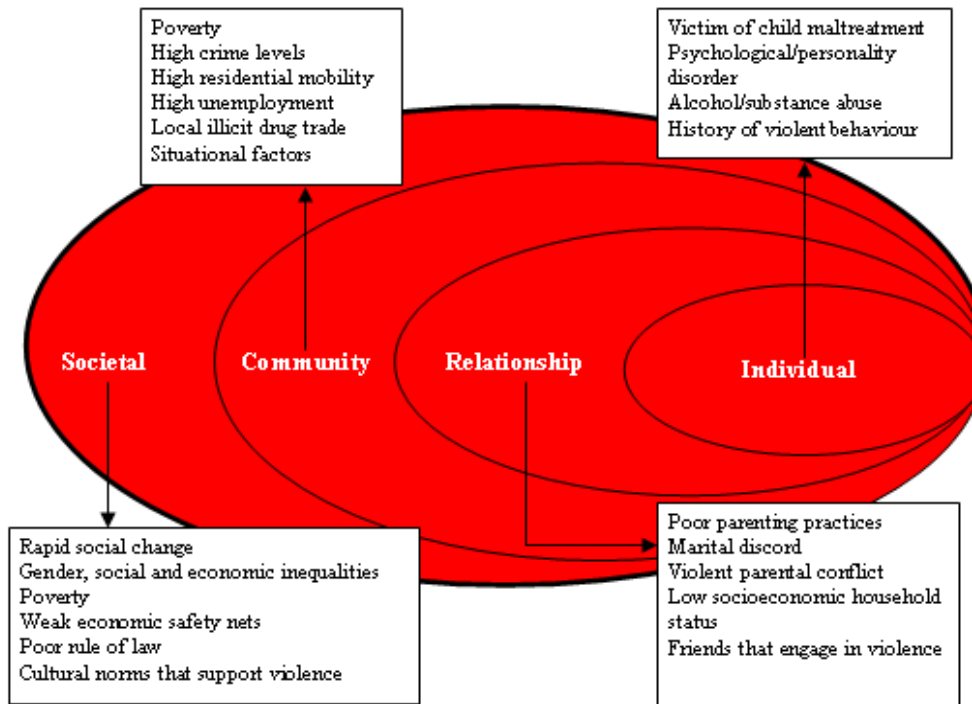 Poverty
High crime levels
High residential mobility
High unemployment
Local illicit drug trade
Situational factors
Victim of child maltreatment
Psychological/personality
disorder
Alcohol/substance abuse
History of violent behaviour
Societal
Community
Relationship
Individual
Rapid social change
Gender, social and economic inequalities
Poverty
Weak economic safety nets
Poor rule of law
Cultural norms that support violence
Poor parenting practices
Marital discord
Violent parental conflict
Low socioeconomic household
status
Friends that engage in violence